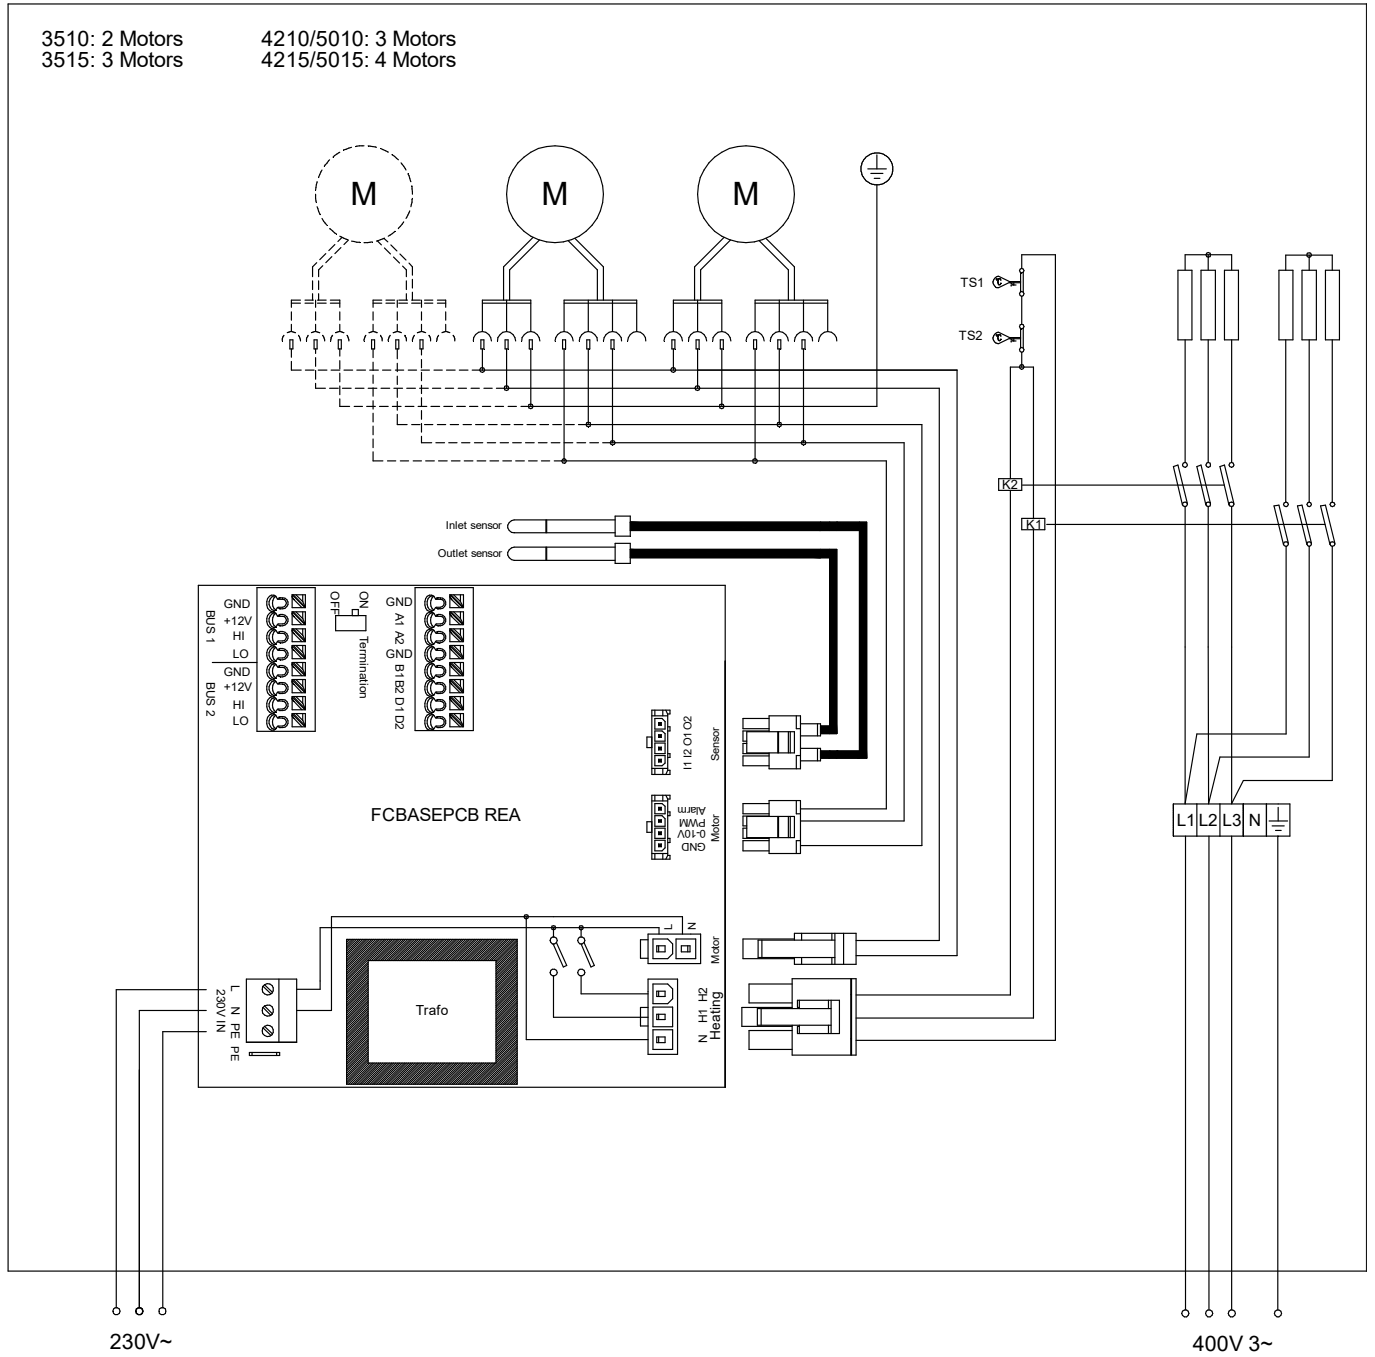 3510: 2 Motors
4210/5010: 3 Motors
3515: 3 Motors
4215/5015: 4 Motors
M
M
M
TS1
TS2
K2
K1
Inlet sensor
Outlet sensor
BUS 1
GND
+12V
HI
LO
BUS 2
GND
+12V
HI
LO
ON
OFF
Termination
GND
A1
A2
GND
B1
B2
D1
D2
I1 I2 O1 O2
Sensor
FCBASEPCB REA
Alarm
PWM
0-10V
GND
Motor
L1
L2
L3
N
L
N
Motor
Trafo
N H1 H2
Heating
L
N
PE
230V IN
PE
230V~
400V 3~